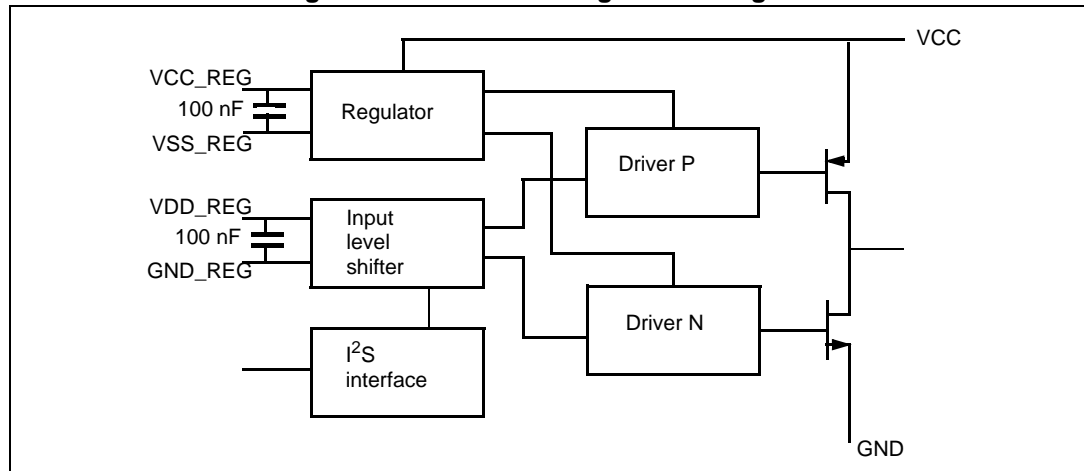 VCC
VCC_REG
100 nF
VSS_REG
Regulator
Driver P
VDD_REG
100 nF
GND_REG
Input
level
shifter
Driver N
I²S
interface
GND